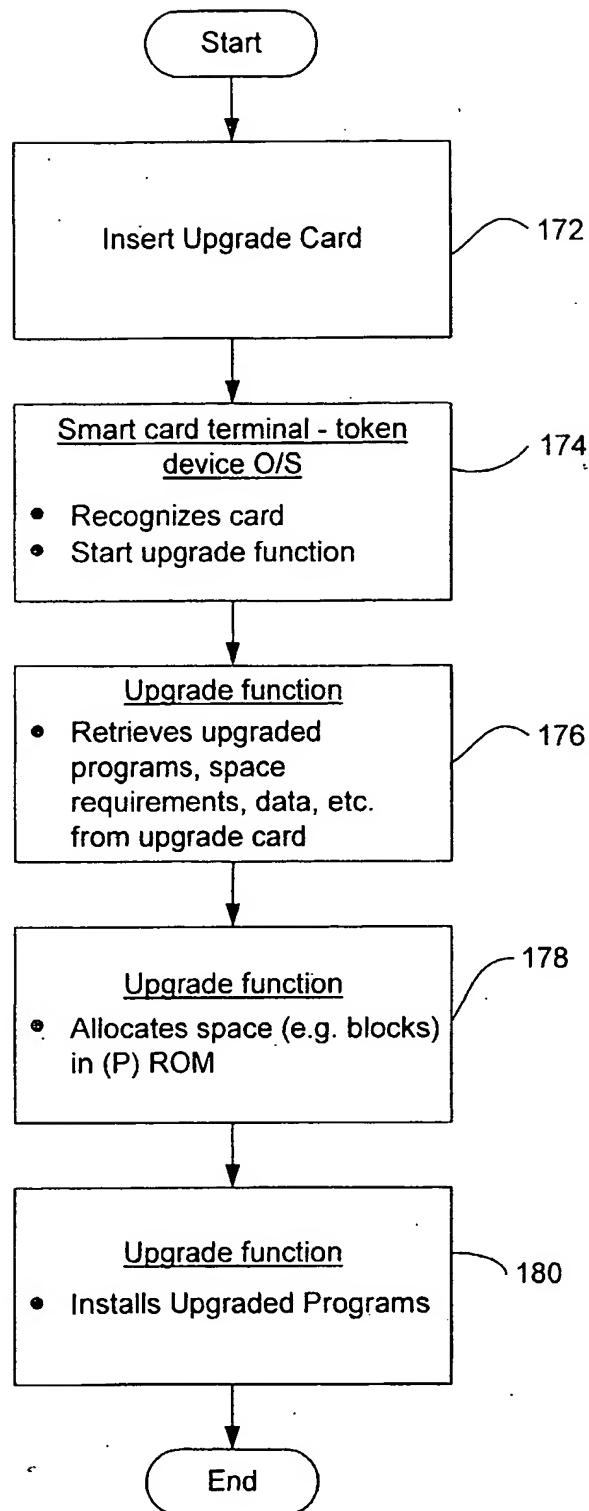 Start
Insert Upgrade Card
172
Smart card terminal - token
device O/S
● Recognizes card
● Start upgrade function
174
Upgrade function
● Retrieves upgraded
programs, space
requirements, data, etc.
from upgrade card
176
Upgrade function
● Allocates space (e.g. blocks)
in (P) ROM
178
Upgrade function
● Installs Upgraded Programs
180
End